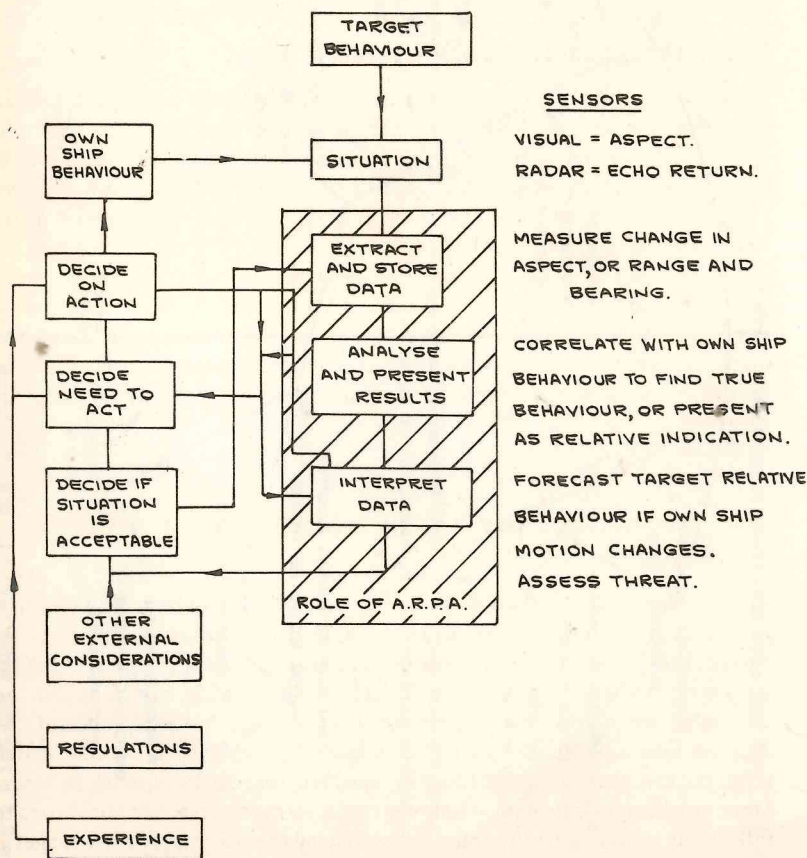 TARGET
BEHAVIOUR
SENSORS
VISUAL = ASPECT.
RADAR = ECHO RETURN.
OWN
SHIP
BEHAVIOUR
SITUATION
EXTRACT
AND STORE
DATA
MEASURE CHANGE IN
ASPECT, OR RANGE AND
BEARING.
DECIDE
ON
ACTION
ANALYSE
AND PRESENT
RESULTS
CORRELATE WITH OWN SHIP
BEHAVIOUR TO FIND TRUE
BEHAVIOUR, OR PRESENT
AS RELATIVE INDICATION.
DECIDE
NEED TO
ACT
DECIDE IF
SITUATION
IS
ACCEPTABLE
INTERPRET
DATA
FORECAST TARGET RELATIVE
BEHAVIOUR IF OWN SHIP
MOTION CHANGES.
ASSESS THREAT.
ROLE OF A.R.P.A.
OTHER
EXTERNAL
CONSIDERATIONS
REGULATIONS
EXPERIENCE